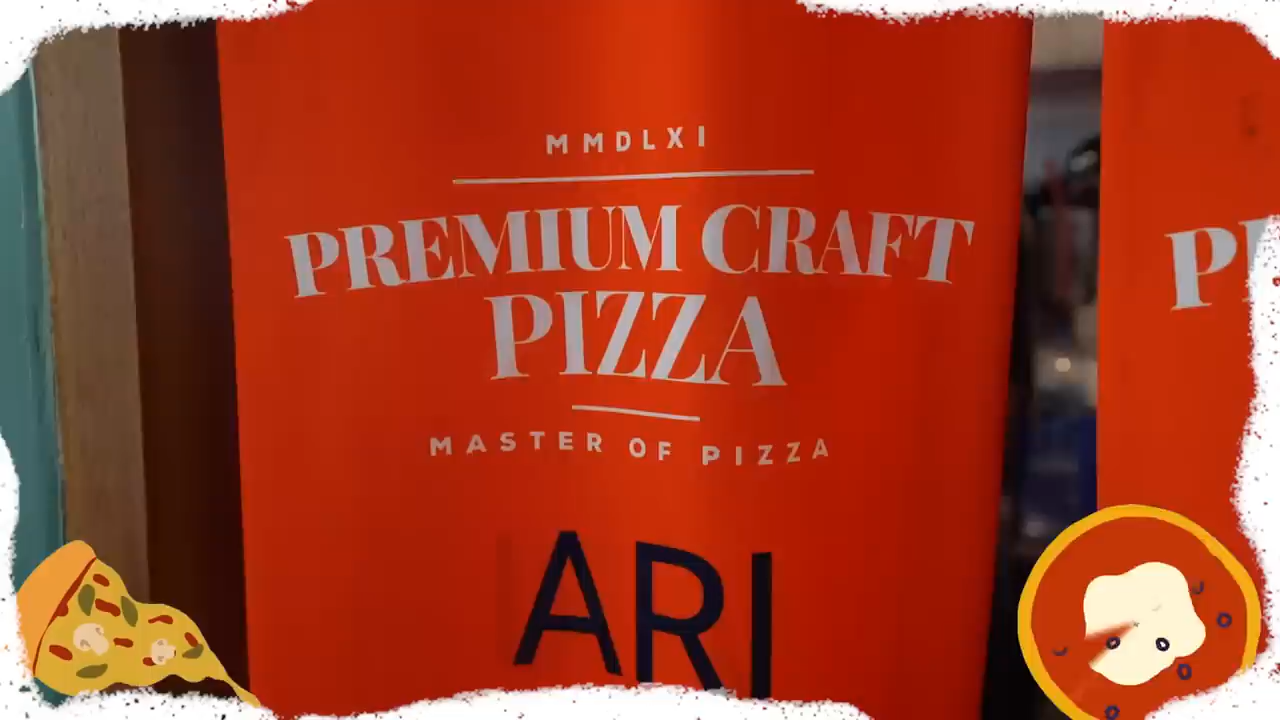 MMDLXI
PREMIUM CRAFT
PIZZA
MASTER OF PIZZA
ARI